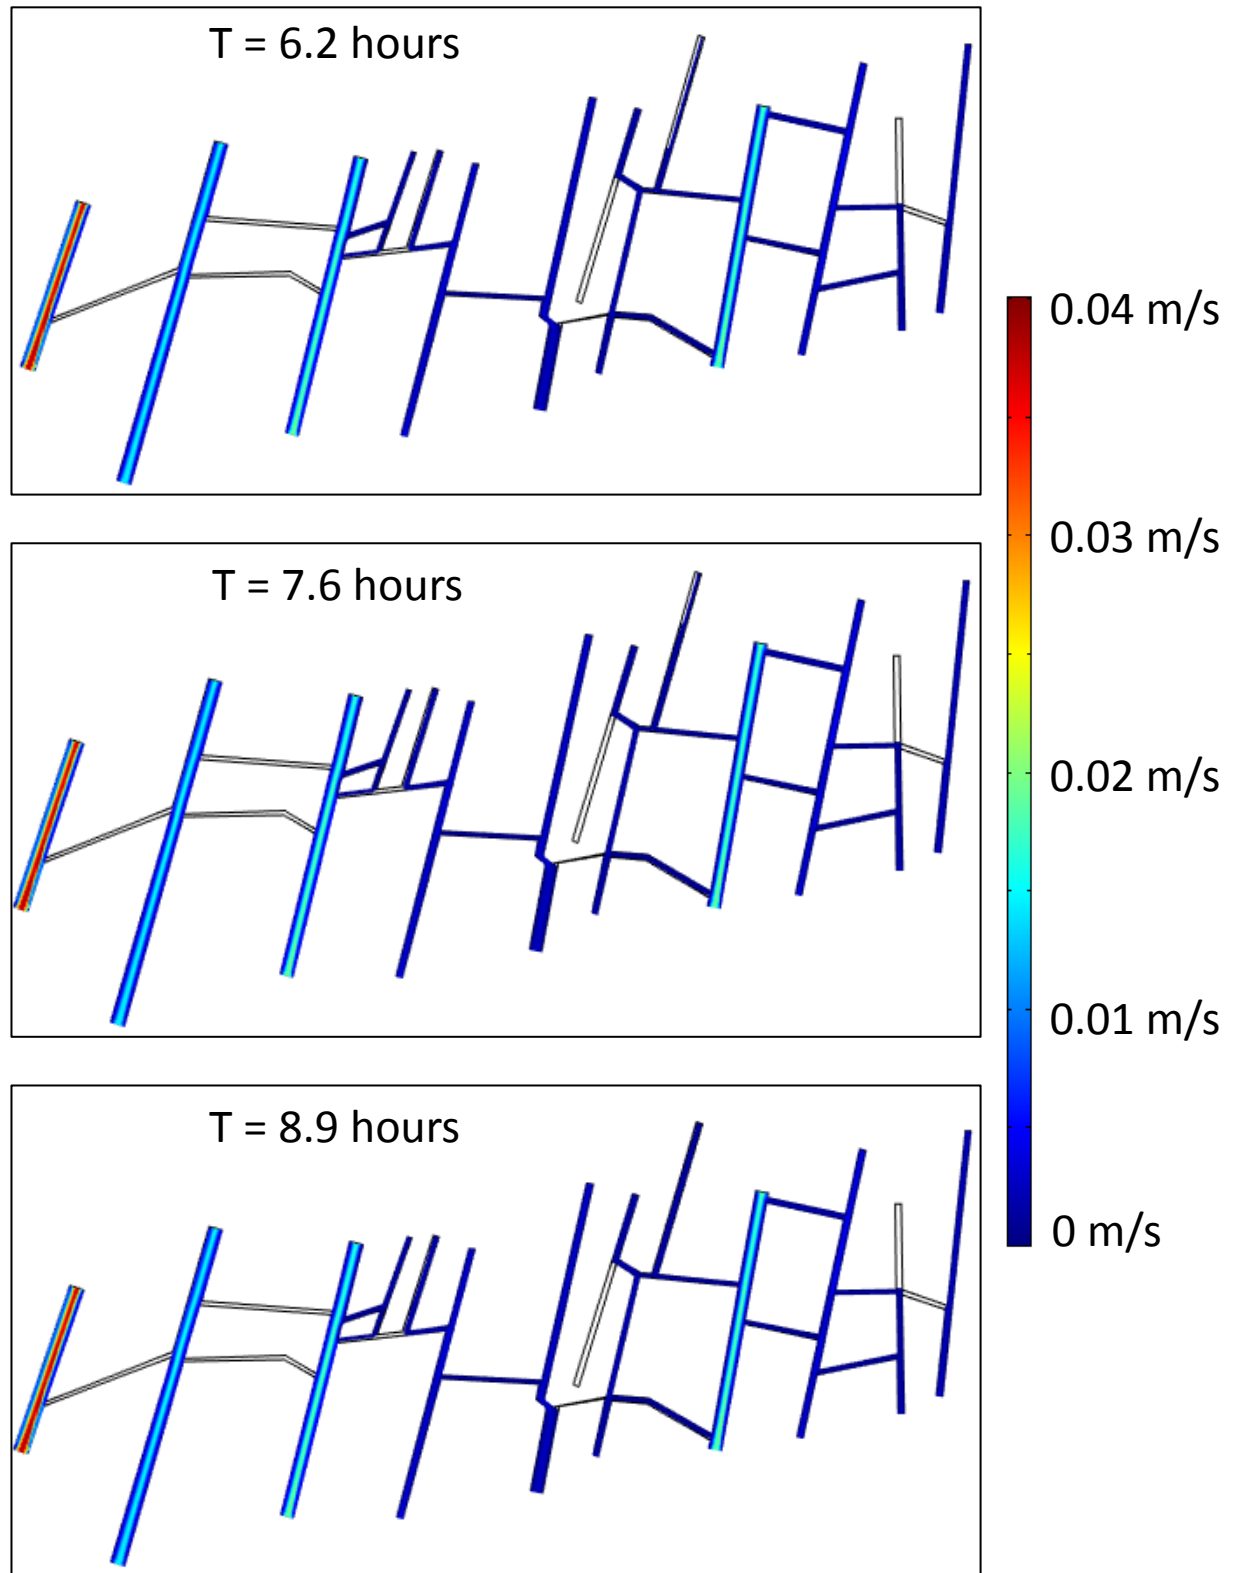 T = 6.2 hours
0.04 m/s
0.03 m/s
T = 7.6 hours
0.02 m/s
0.01 m/s
T = 8.9 hours
0 m/s